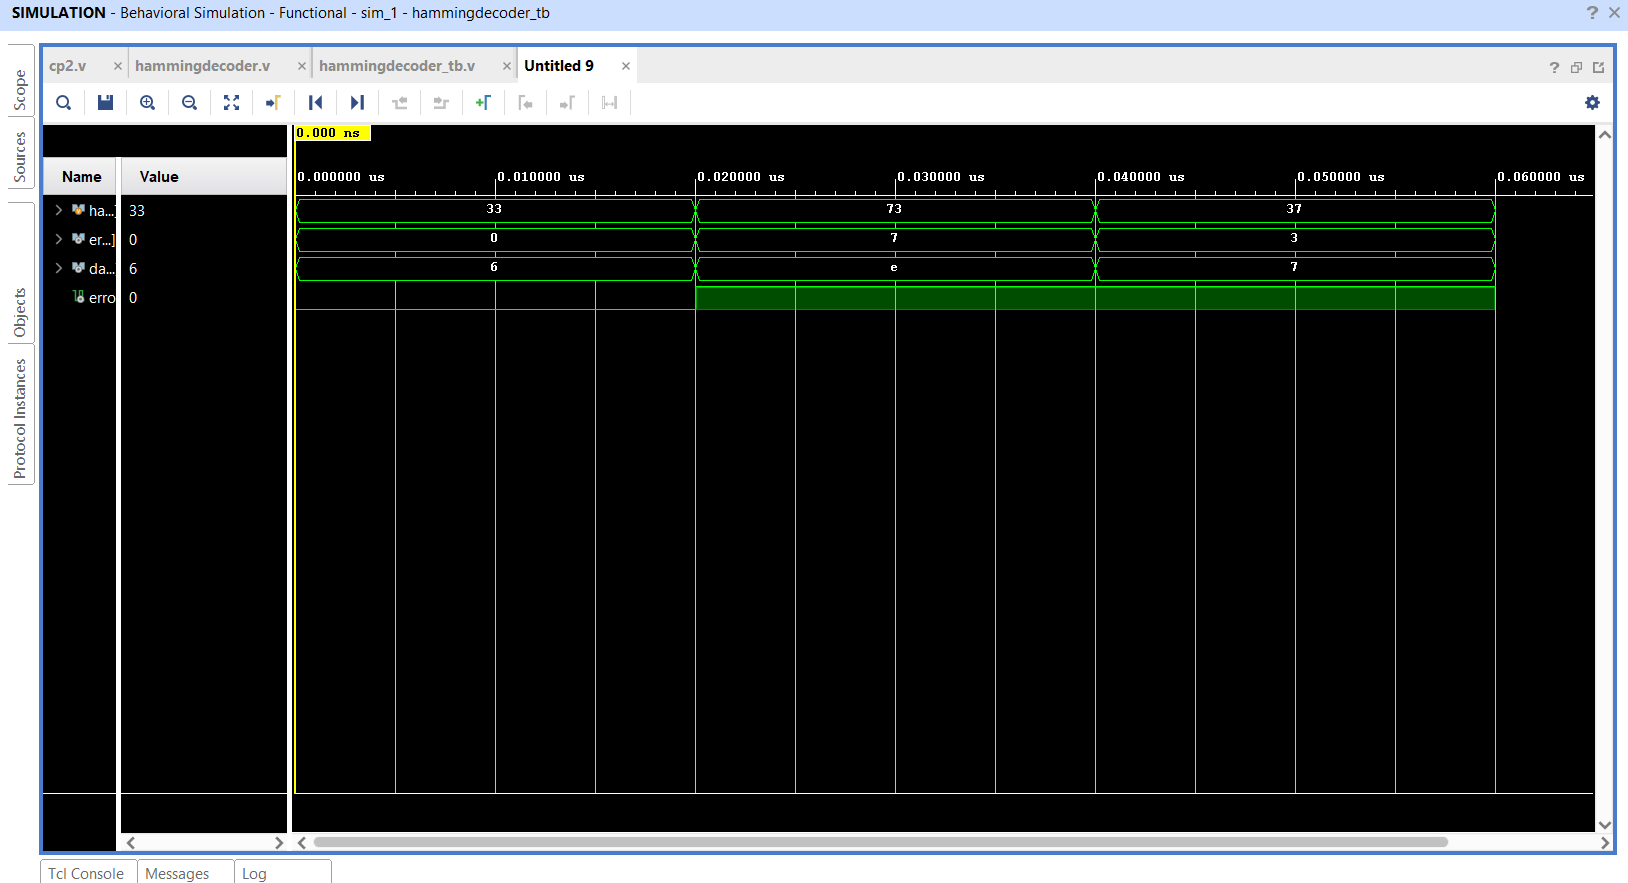 SIMULATION - Behavioral Simulation - Functional - sim_1 - hammingdecoder_tb
Scope
Sources
Objects
Protocol Instances
cp2.v
hammingdecoder.v
hammingdecoder_tb.v
Untitled 9
0.000 ns
Name
Value
0.000000 us
0.010000 us
0.020000 us
0.030000 us
0.040000 us
0.050000 us
0.060000 us
ha...]
33
33
73
37
er...]
0
0
7
3
da...
6
6
e
7
erro
0
Tcl Console
Messages
Log